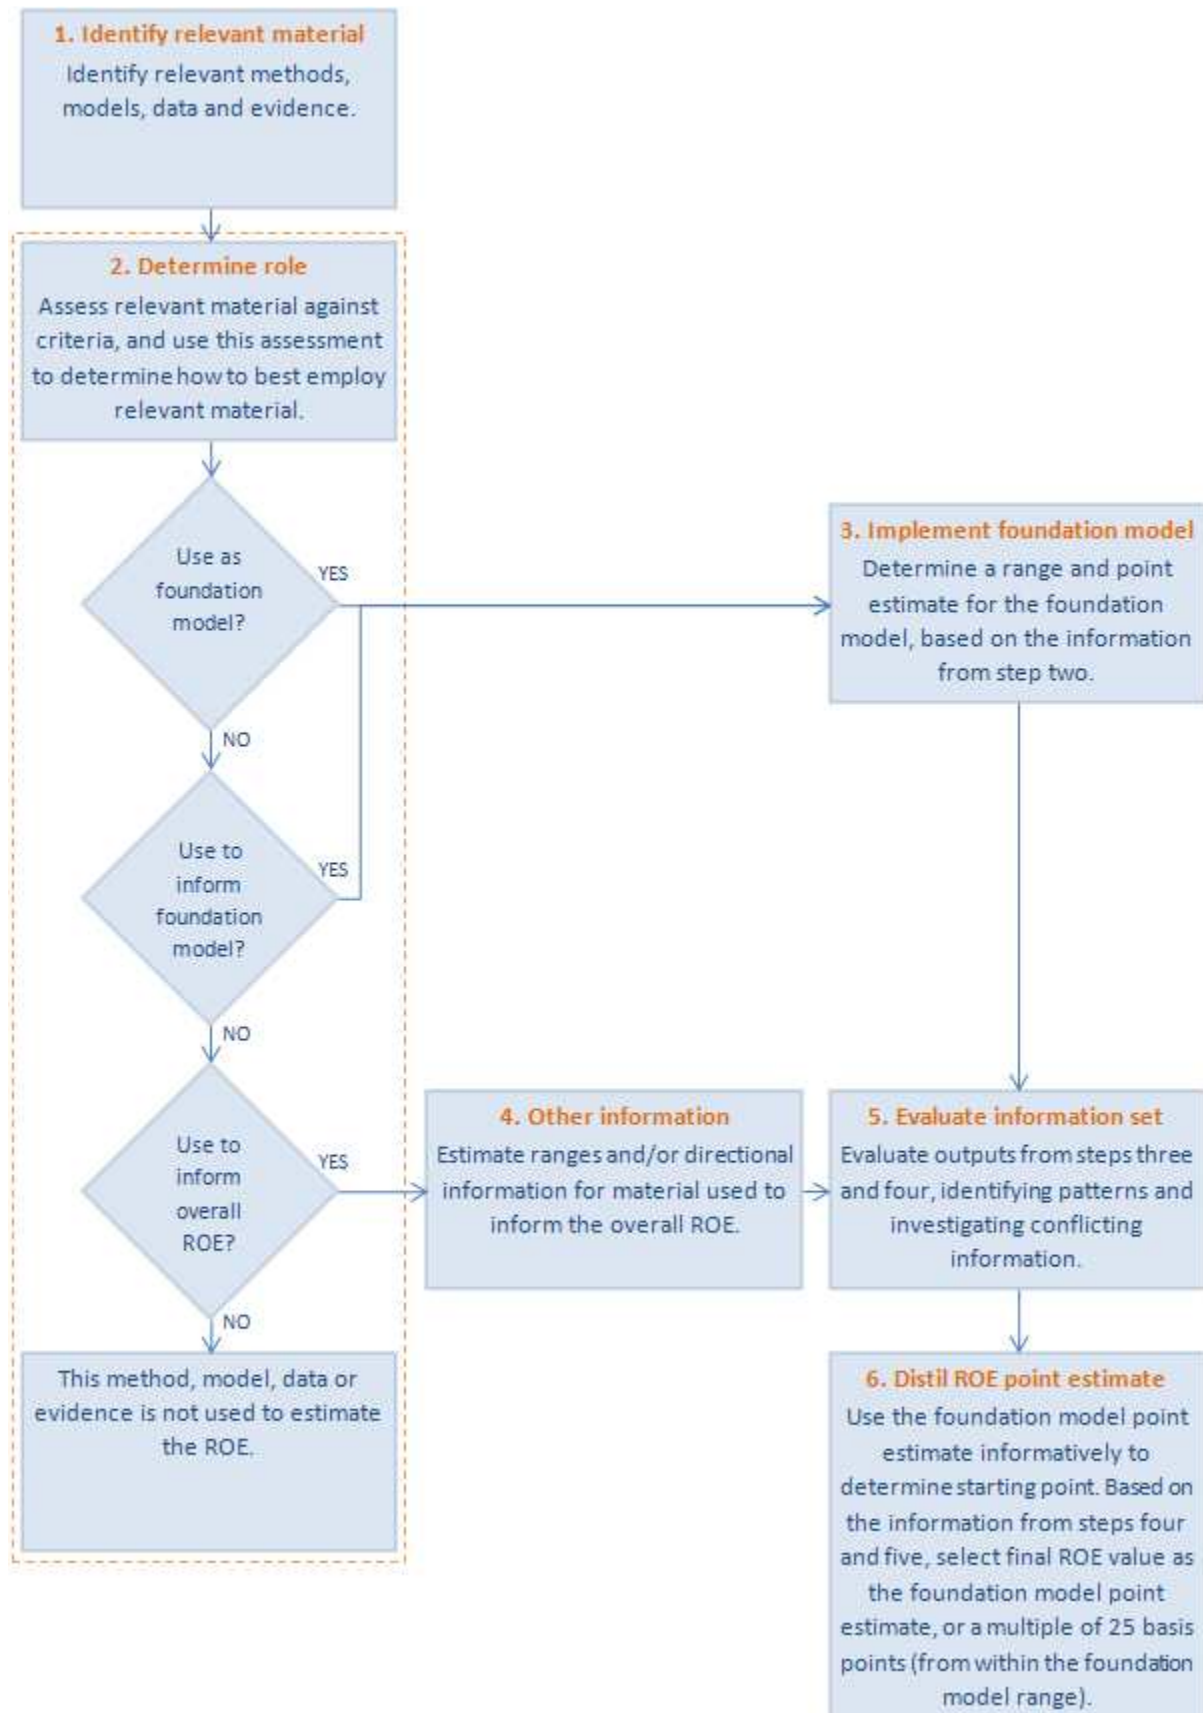 1. Identify relevant material
Identify relevant methods,
models, data and evidence.
2. Determine role
Assess relevant material against
criteria, and use this assessment
to determine how to best employ
relevant material.
Use as
foundation
model?
YES
NO
3. Implement foundation model
Determine a range and point
estimate for the foundation
model, based on the information
from step two.
Use to
inform
foundation
model?
YES
NO
Use to
inform
overall
ROE?
YES
NO
4. Other information
Estimate ranges and/or directional
information for material used to
inform the overall ROE.
5. Evaluate information set
Evaluate outputs from steps three
and four, identifying patterns and
investigating conflicting
information.
This method, model, data or
evidence is not used to estimate
the ROE.
6. Distil ROE point estimate
Use the foundation model point
estimate informatively to
determine starting point. Based on
the information from steps four
and five, select final ROE value as
the foundation model point
estimate, or a multiple of 25 basis
points (from within the foundation
model range).